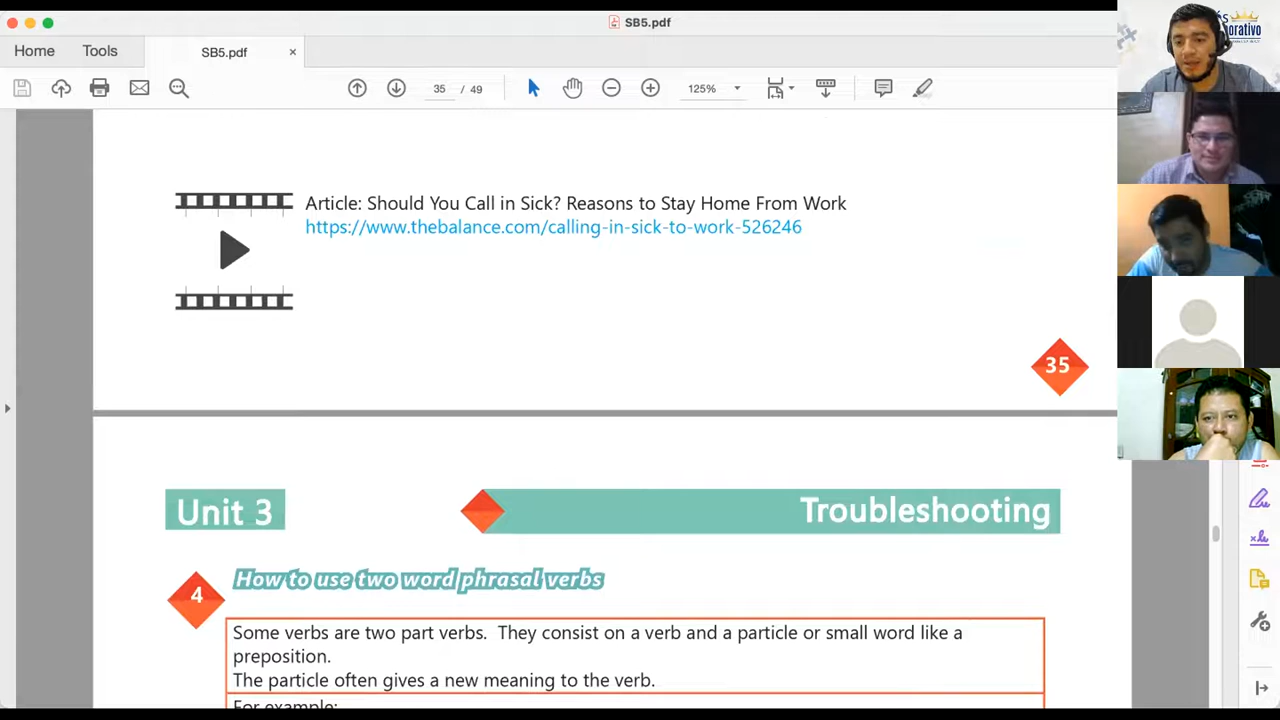 SB5.pdf
Home
Tools
SB5.pdf
×
35 / 49
125%
Article: Should You Call in Sick? Reasons to Stay Home From Work
https://www.thebalance.com/calling-in-sick-to-work-526246
35
Unit 3
Troubleshooting
4
How to use two word phrasal verbs
Some verbs are two part verbs. They consist on a verb and a particle or small word like a
preposition.
The particle often gives a new meaning to the verb.
For example: